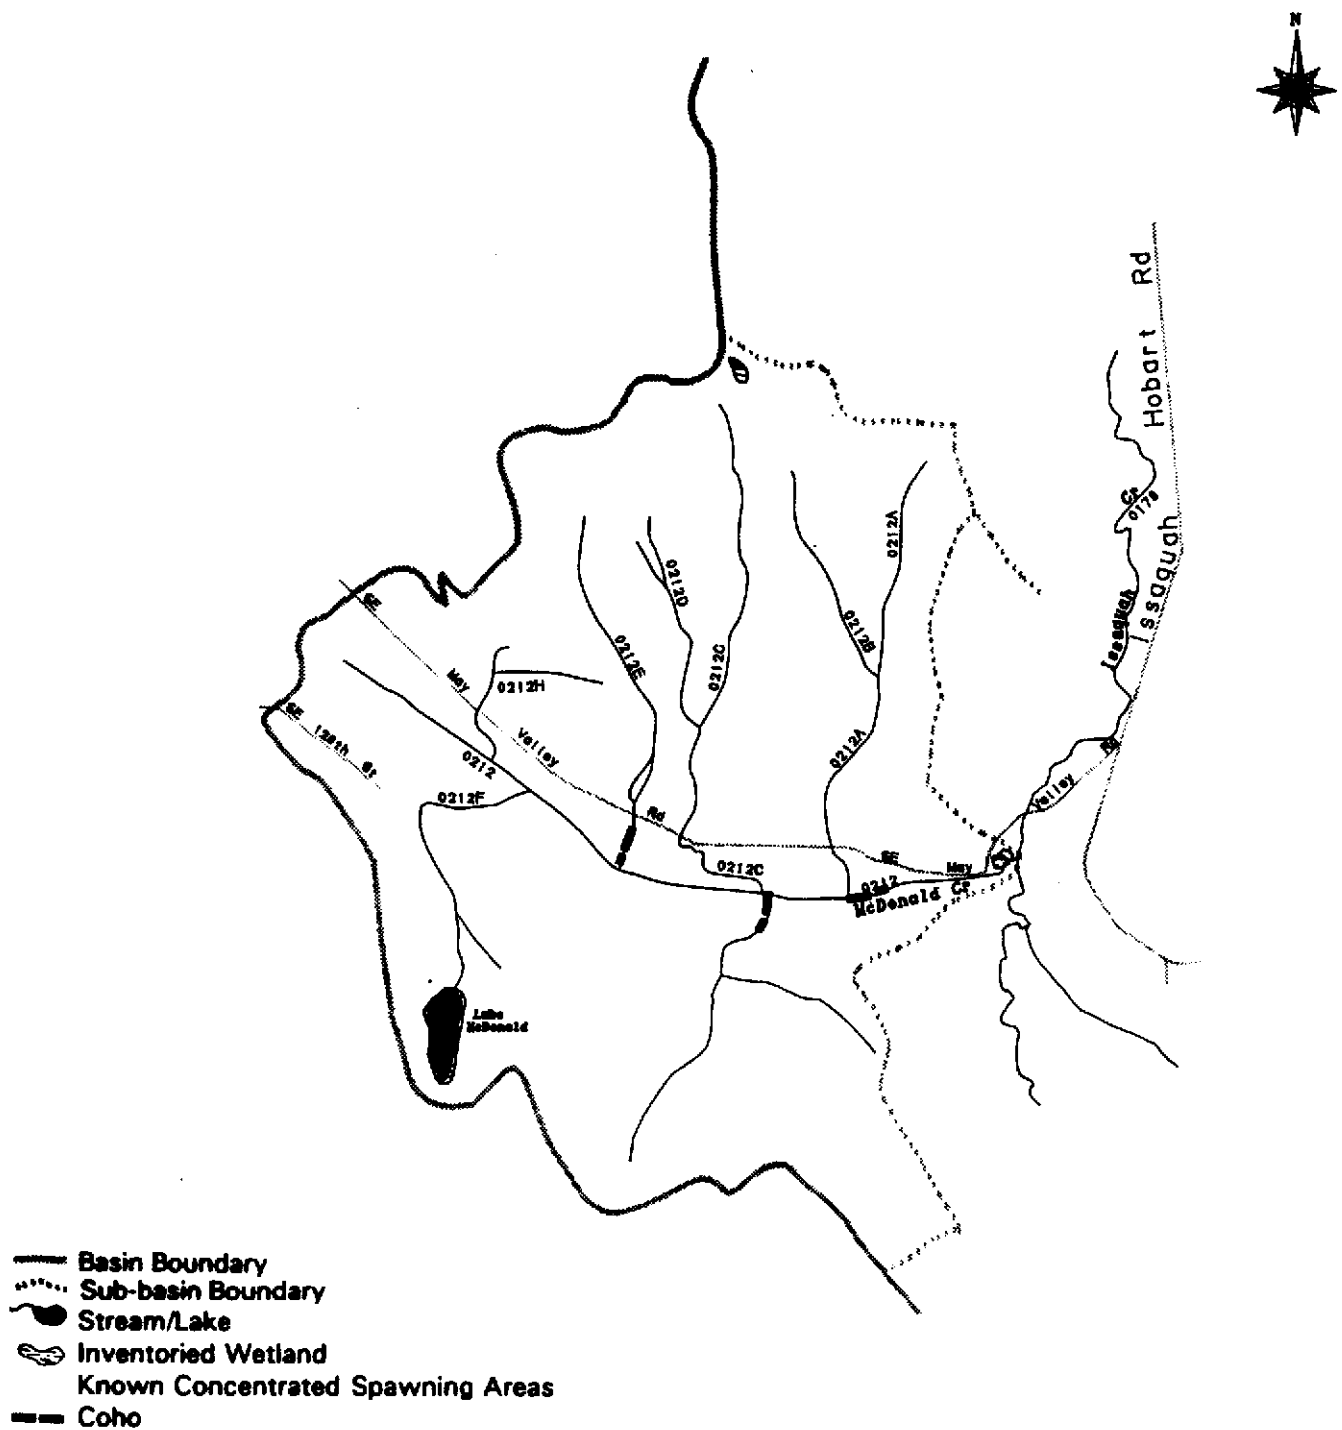 N
Issaquah Hobart Rd
Cr
0178
Issaquah
0212A
0212D
0212B
0212C
0212E
SE May Valley Rd
0212H
SE 128th St
0212
0212A
0212F
0212C
SE May Valley Rd
0212
McDonald Cr
Lake
McDonald
Basin Boundary
Sub-basin Boundary
Stream/Lake
Inventoried Wetland
Known Concentrated Spawning Areas
Coho